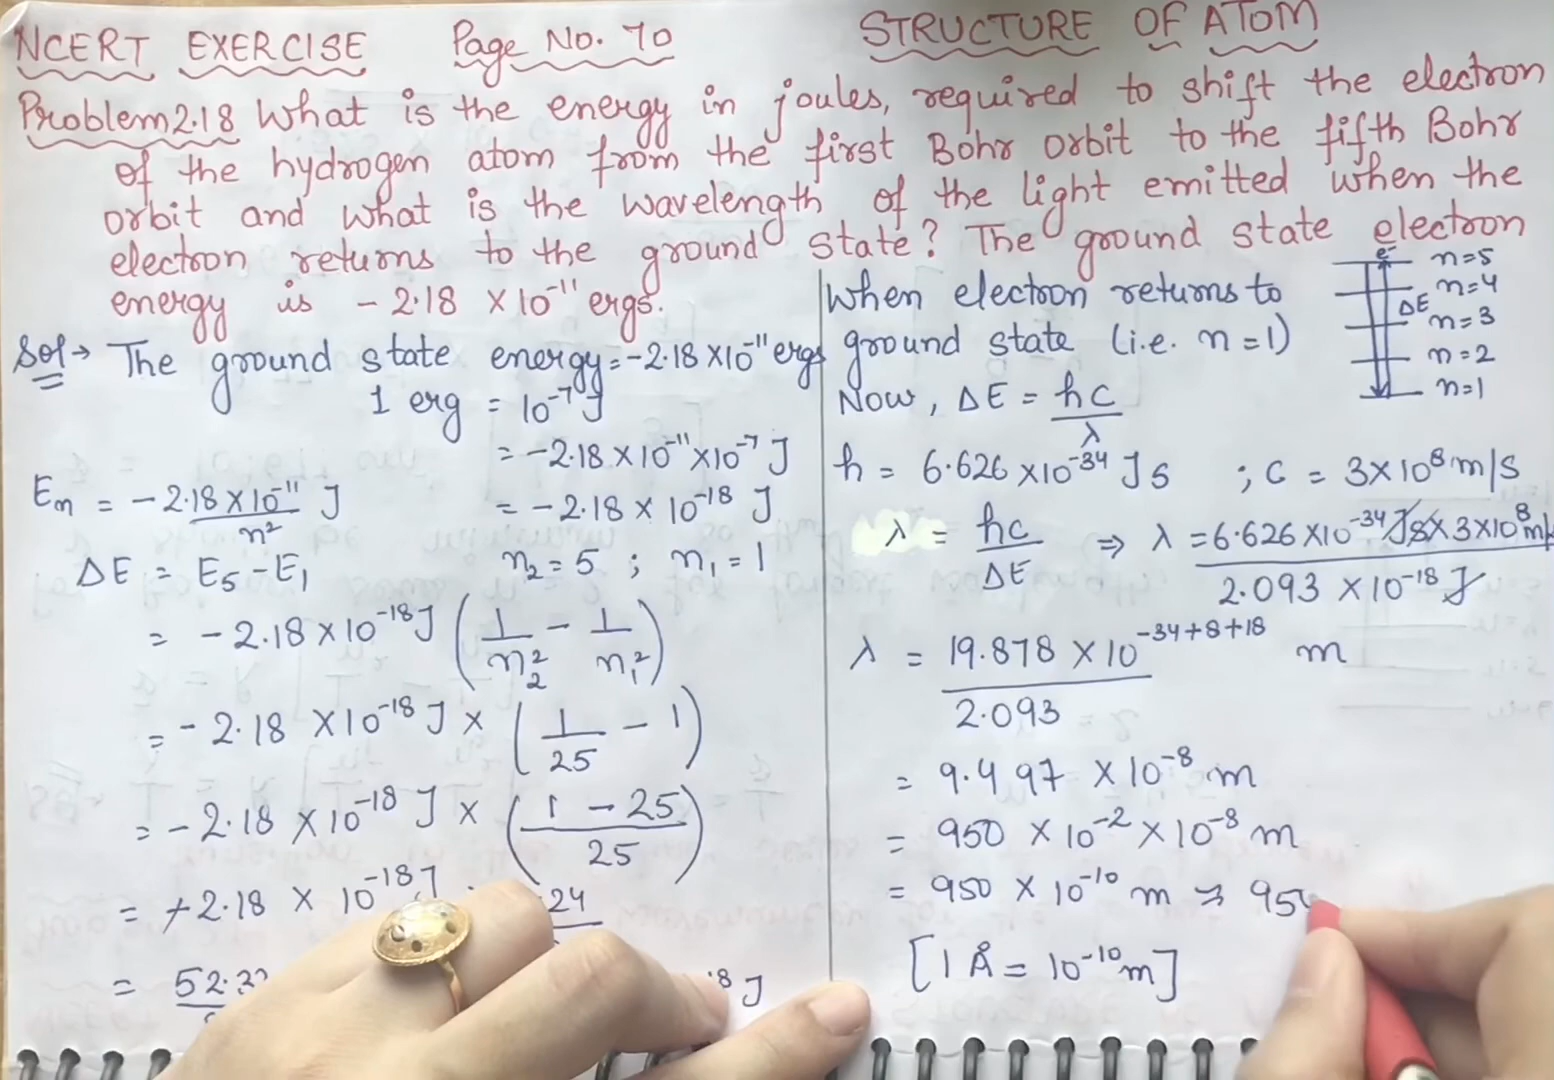 NCERT EXERCISE Page No. 70 STRUCTURE OF ATOM
Problem 2.18 What is the energy in joules, required to shift the electron
of the hydrogen atom from the first Bohr orbit to the fifth Bohr
orbit and what is the wavelength of the light emitted when the
electron returns to the ground state? The ground state electron
energy is -2.18 ×10⁻¹¹ ergs.
Sol→ The ground state energy = -2.18 ×10⁻¹¹ ergs
1 erg = 10⁻⁷J
= -2.18 ×10⁻¹¹×10⁻⁷ J
= -2.18 × 10⁻¹⁸ J
Eₙ = -2.18 ×10⁻¹¹/n² J
ΔE = E₅-E₁ n₂ = 5 ; n₁ = 1
= -2.18 ×10⁻¹⁸J (1/n₂² - 1/n₁²)
= -2.18 ×10⁻¹⁸ J × (1/25 - 1)
= -2.18 ×10⁻¹⁸ J × (1 - 25/25)
= +2.18 × 10⁻¹⁸J 24
= 52.32 J
When electron returns to
ground state (i.e. n = 1)
e⁻ n=5
n=4
ΔE n=3
n=2
n=1
Now, ΔE = hc/λ
h = 6.626 ×10⁻³⁴ Js ; c = 3×10⁸ m/s
λ = hc/ΔE ⇒ λ = 6.626 ×10⁻³⁴ Js × 3×10⁸ m/s / 2.093 ×10⁻¹⁸ J
λ = 19.878 ×10⁻³⁴⁺⁸⁺¹⁸/2.093 m
= 9.497 ×10⁻⁸ m
= 950 ×10⁻² ×10⁻⁸ m
= 950 ×10⁻¹⁰ m ⇒ 950
[1 Å = 10⁻¹⁰ m]